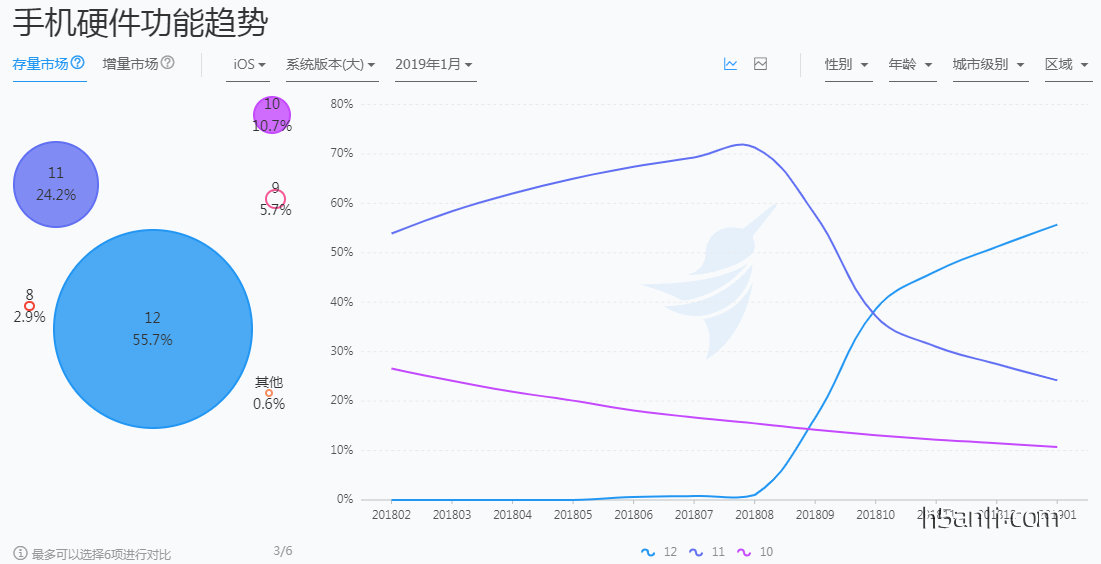 手机硬件功能趋势
存量市场 增量市场 iOS 系统版本(大) 2019年1月 性别 年龄 城市级别 区域
10
10.7%
11
24.2%
9
5.7%
8
2.9%
12
55.7%
其他
0.6%
80%
70%
60%
50%
40%
30%
20%
10%
0%
201802 201803 201804 201805 201806 201807 201808 201809 201810 201811 201812 201901
h5anli.com
最多可以选择6项进行对比 3/6
12 11 10